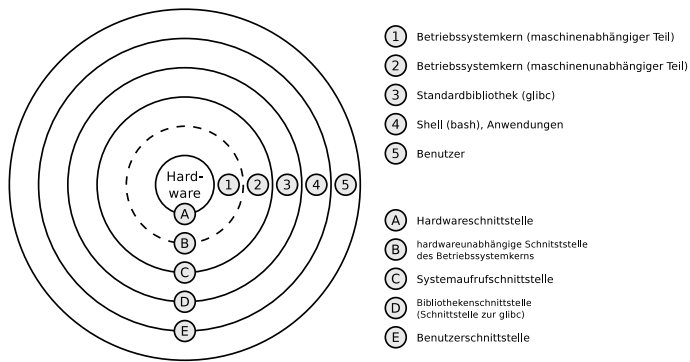 Hard-
ware
1
2
3
4
5
A
B
C
D
E
1 Betriebssystemkern (maschinenabhängiger Teil)
2 Betriebssystemkern (maschinenunabhängiger Teil)
3 Standardbibliothek (glibc)
4 Shell (bash), Anwendungen
5 Benutzer
A Hardwareschnittstelle
B hardwareunabhängige Schnitststelle
des Betriebssystemkerns
C Systemaufrufschnittstelle
D Bibliothekenschnittstelle
(Schnittstelle zur glibc)
E Benutzerschnittstelle